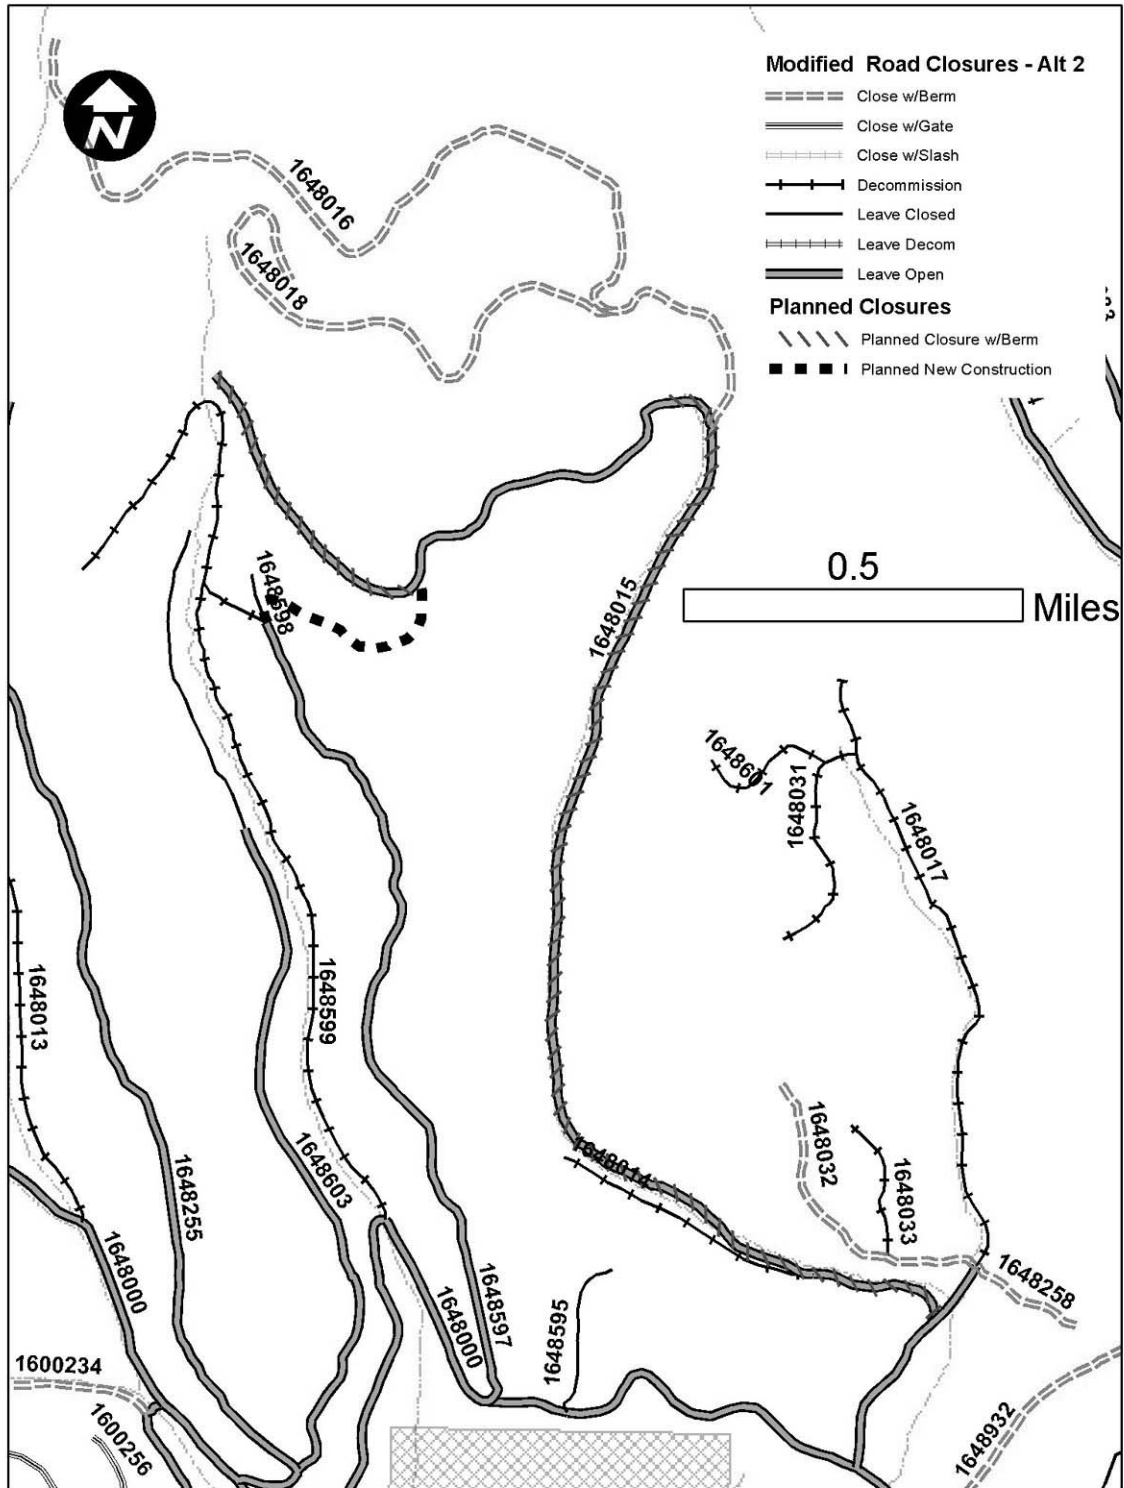 Modified Road Closures - Alt 2
Close w/Berm
Close w/Gate
Close w/Slash
Decommission
Leave Closed
Leave Decom
Leave Open
Planned Closures
Planned Closure w/Berm
Planned New Construction
N
1648016
1648018
0.5
Miles
1648598
1648015
1648601
1648031
1648017
1648013
1648599
1648014
1648032
1648033
1648603
1648255
1648000
1648258
1648597
1648000
1648595
1600234
1600256
1648932